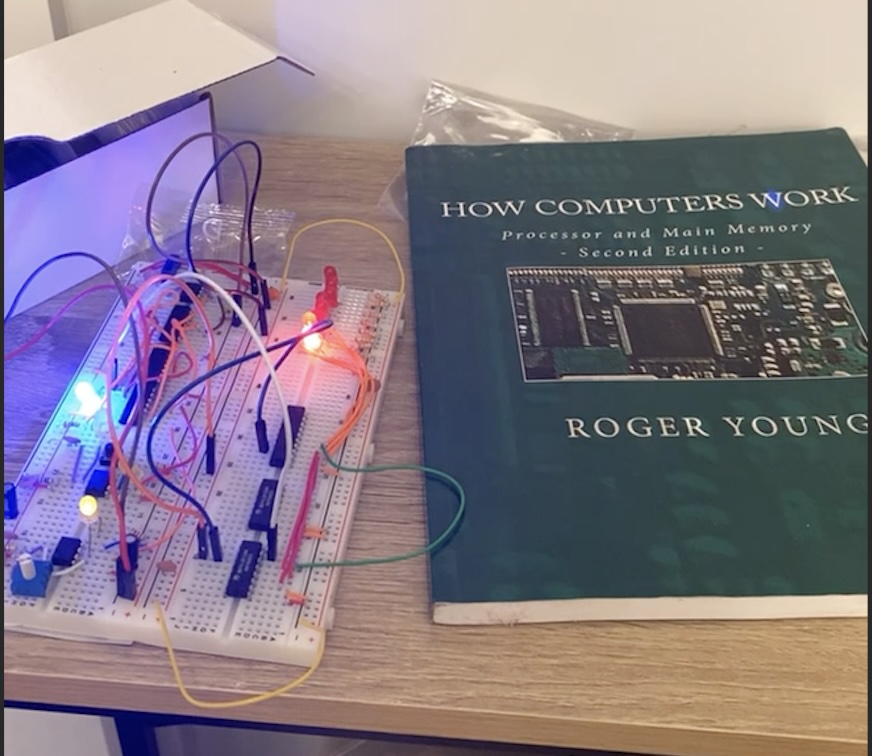 HOW COMPUTERS WORK
Processor and Main Memory
- Second Edition -
ROGER YOUNG